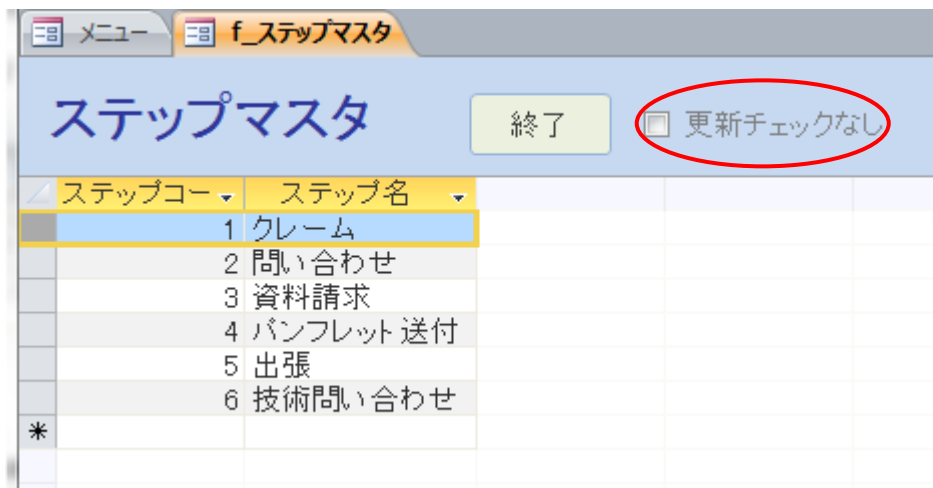 メニュー f_ステップマスタ
ステップマスタ 終了 更新チェックなし
ステップコー ステップ名
1 クレーム
2 問い合わせ
3 資料請求
4 パンフレット送付
5 出張
6 技術問い合わせ